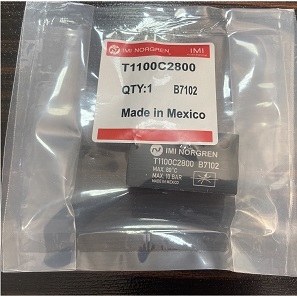 IMI NORGREN IMI
T1100C2800
QTY:1 B7102
Made in Mexico
IMI NORGREN
T1100C2800 B7102
MAX. 80°C
MAX. 10 BAR
MADE IN MEXICO